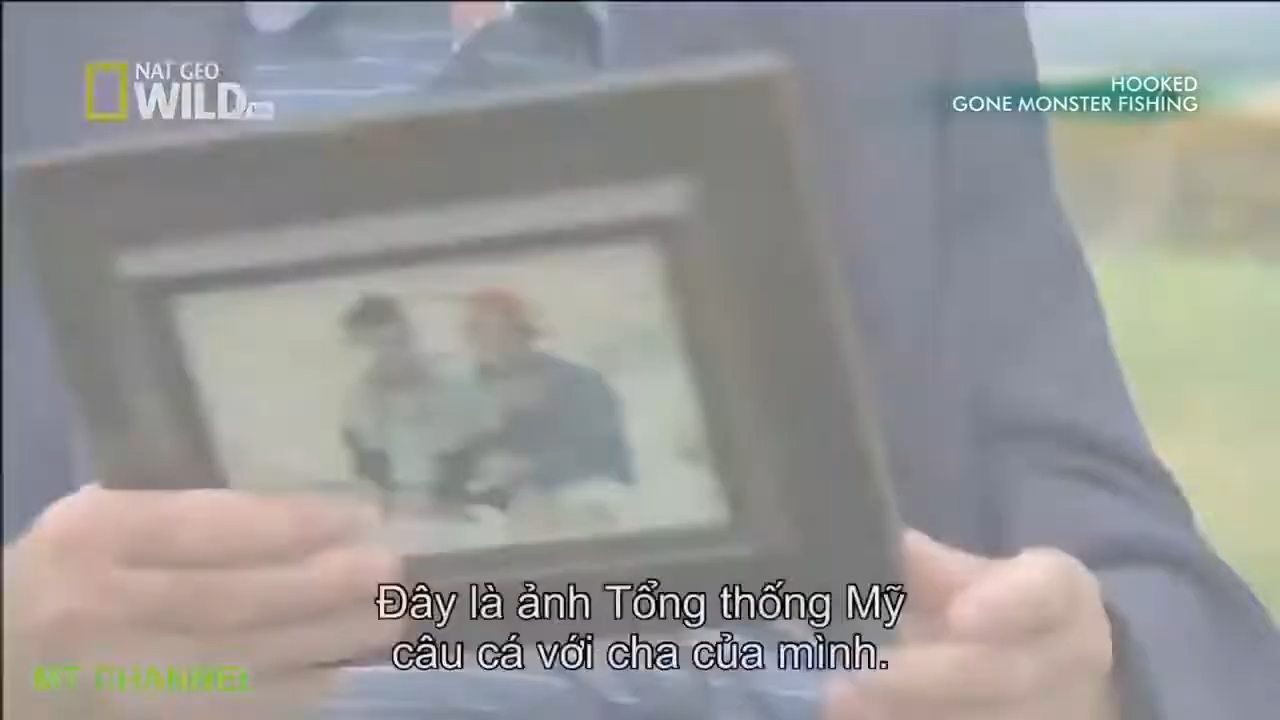 NAT GEO
WILD
HOOKED
GONE MONSTER FISHING
Đây là ảnh Tổng thống Mỹ
câu cá với cha của mình.
MT CHANNEL